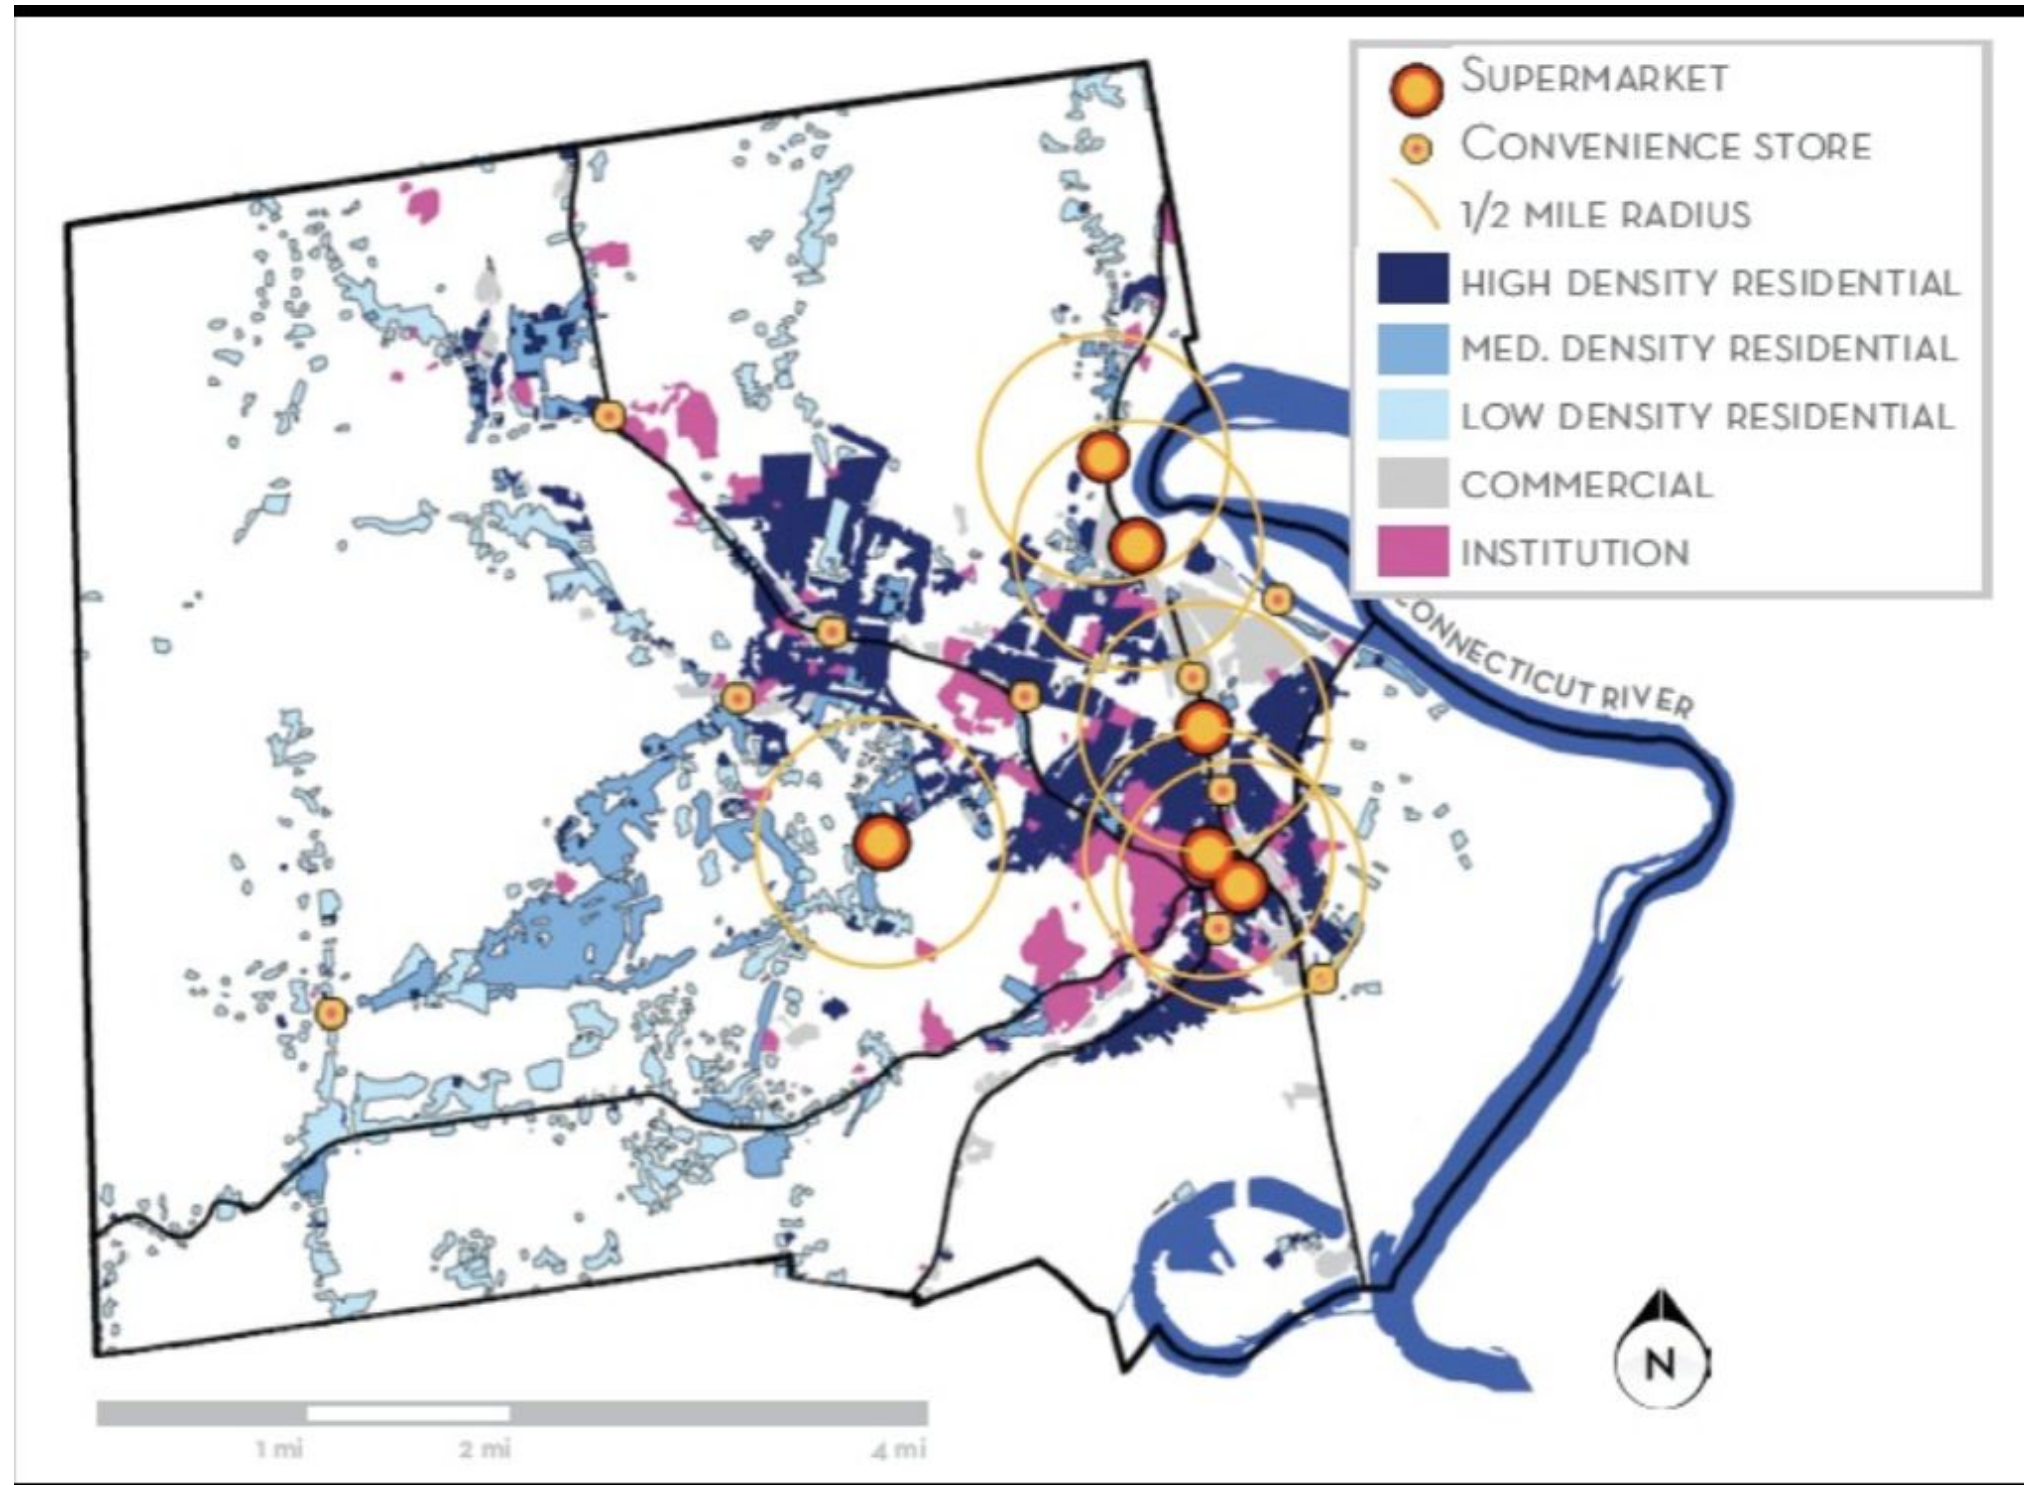 SUPERMARKET
CONVENIENCE STORE
1/2 MILE RADIUS
HIGH DENSITY RESIDENTIAL
MED. DENSITY RESIDENTIAL
LOW DENSITY RESIDENTIAL
COMMERCIAL
INSTITUTION
CONNECTICUT RIVER
N
1 mi 2 mi 4 mi